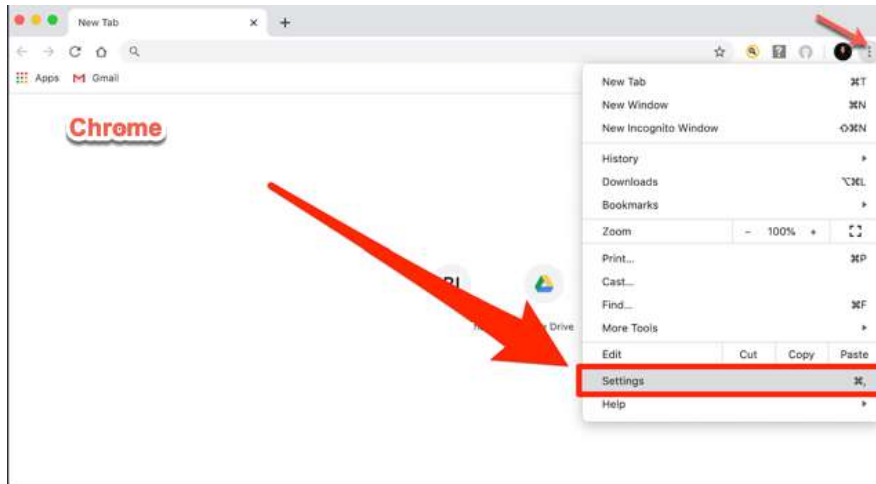 New Tab
Apps Gmail
Chrome
New Tab ⌘T
New Window ⌘N
New Incognito Window ⇧⌘N
History
Downloads ⌥⌘L
Bookmarks
Zoom - 100% +
Print... ⌘P
Cast...
Find... ⌘F
More Tools
Edit Cut Copy Paste
Settings ⌘,
Help
Drive